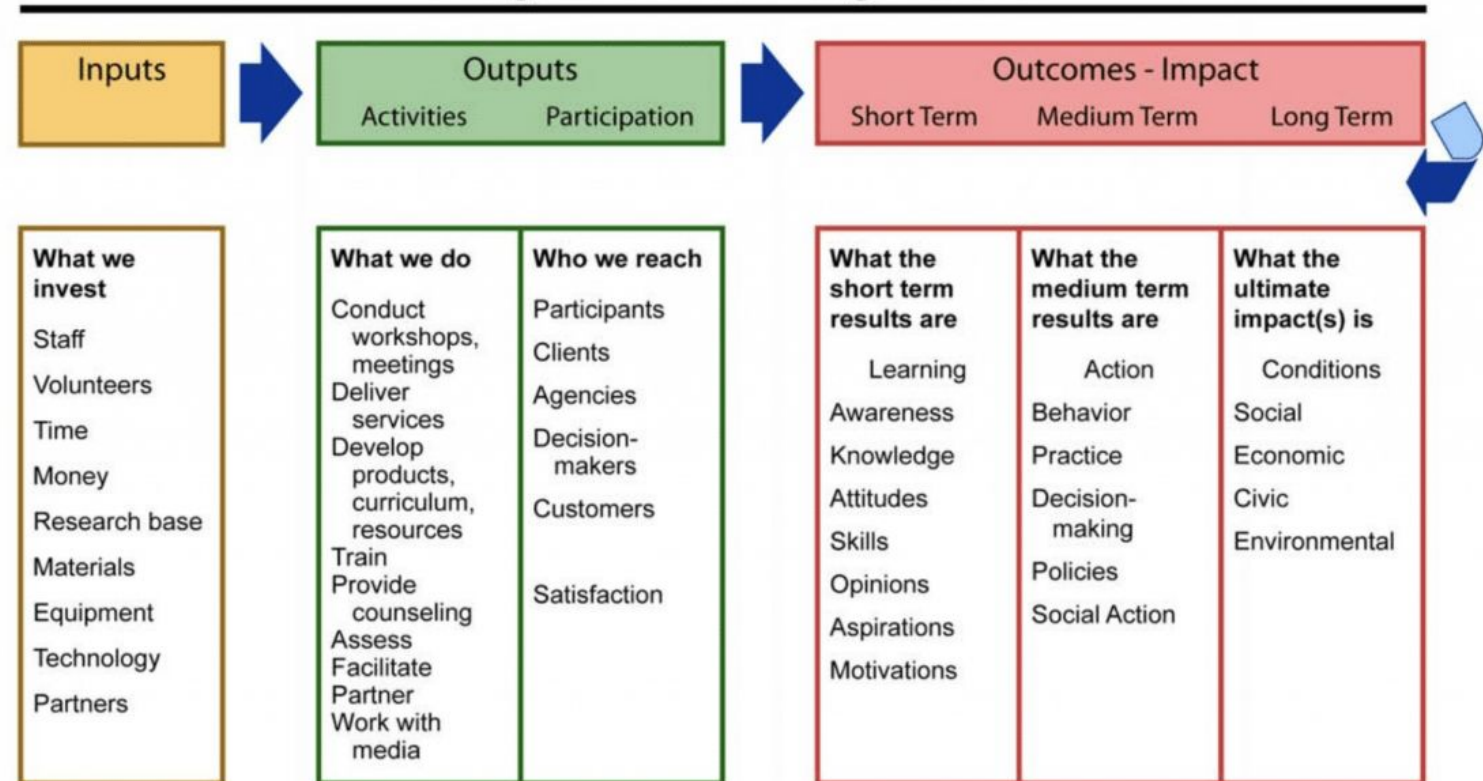 Inputs
Outputs
Activities
Participation
Outcomes - Impact
Short Term
Medium Term
Long Term
What we
invest
Staff
Volunteers
Time
Money
Research base
Materials
Equipment
Technology
Partners
What we do
Conduct
workshops,
meetings
Deliver
services
Develop
products,
curriculum,
resources
Train
Provide
counseling
Assess
Facilitate
Partner
Work with
media
Who we reach
Participants
Clients
Agencies
Decision-
makers
Customers
Satisfaction
What the
short term
results are
Learning
Awareness
Knowledge
Attitudes
Skills
Opinions
Aspirations
Motivations
What the
medium term
results are
Action
Behavior
Practice
Decision-
making
Policies
Social Action
What the
ultimate
impact(s) is
Conditions
Social
Economic
Civic
Environmental